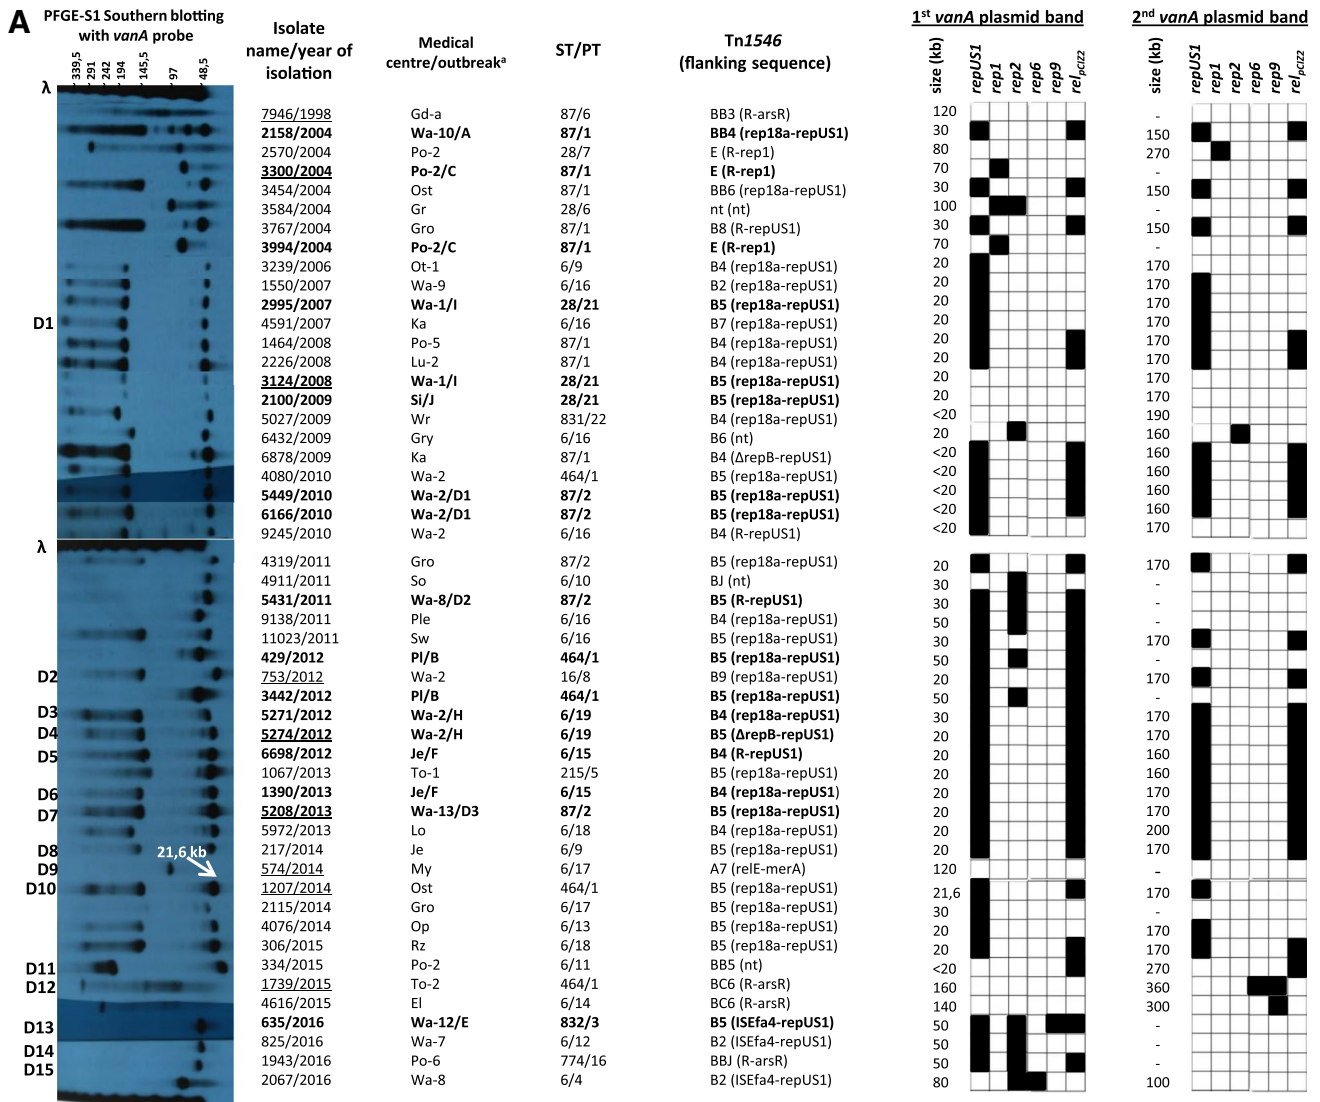 A
PFGE-S1 Southern blotting
with vanA probe
339,5
291
242
194
145,5
97
48,5
λ
Isolate
name/year of
isolation
Medical
centre/outbreakᵃ
ST/PT
Tn1546
(flanking sequence)
1st vanA plasmid band
size (kb) repUS1 rep1 rep2 rep6 rep9 relpCIZ2
2nd vanA plasmid band
size (kb) repUS1 rep1 rep2 rep6 rep9 relpCIZ2
7946/1998 Gd-a 87/6 BB3 (R-arsR) 120 -
2158/2004 Wa-10/A 87/1 BB4 (rep18a-repUS1) 30 150
2570/2004 Po-2 28/7 E (R-rep1) 80 270
3300/2004 Po-2/C 87/1 E (R-rep1) 70 -
3454/2004 Ost 87/1 BB6 (rep18a-repUS1) 30 150
3584/2004 Gr 28/6 nt (nt) 100 -
3767/2004 Gro 87/1 B8 (R-repUS1) 30 150
3994/2004 Po-2/C 87/1 E (R-rep1) 70 -
3239/2006 Ot-1 6/9 B4 (rep18a-repUS1) 20 170
1550/2007 Wa-9 6/16 B2 (rep18a-repUS1) 20 170
2995/2007 Wa-1/I 28/21 B5 (rep18a-repUS1) 20 170
D1 4591/2007 Ka 6/16 B7 (rep18a-repUS1) 20 170
1464/2008 Po-5 87/1 B4 (rep18a-repUS1) 20 170
2226/2008 Lu-2 87/1 B4 (rep18a-repUS1) 20 170
3124/2008 Wa-1/I 28/21 B5 (rep18a-repUS1) 20 170
2100/2009 Si/J 28/21 B5 (rep18a-repUS1) 20 170
5027/2009 Wr 831/22 B4 (rep18a-repUS1) <20 190
6432/2009 Gry 6/16 B6 (nt) 20 160
6878/2009 Ka 87/1 B4 (ΔrepB-repUS1) <20 160
4080/2010 Wa-2 464/1 B5 (rep18a-repUS1) <20 160
5449/2010 Wa-2/D1 87/2 B5 (rep18a-repUS1) <20 160
6166/2010 Wa-2/D1 87/2 B5 (rep18a-repUS1) <20 160
9245/2010 Wa-2 6/16 B4 (R-repUS1) <20 170
λ
4319/2011 Gro 87/2 B5 (rep18a-repUS1) 20 170
4911/2011 So 6/10 BJ (nt) 30 -
5431/2011 Wa-8/D2 87/2 B5 (R-repUS1) 30 -
9138/2011 Ple 6/16 B4 (rep18a-repUS1) 50 -
11023/2011 Sw 6/16 B5 (rep18a-repUS1) 30 170
429/2012 Pl/B 464/1 B5 (rep18a-repUS1) 50 -
D2 753/2012 Wa-2 16/8 B9 (rep18a-repUS1) 20 170
3442/2012 Pl/B 464/1 B5 (rep18a-repUS1) 50 -
D3 5271/2012 Wa-2/H 6/19 B4 (rep18a-repUS1) 30 170
D4 5274/2012 Wa-2/H 6/19 B5 (ΔrepB-repUS1) 20 170
D5 6698/2012 Je/F 6/15 B4 (R-repUS1) 20 160
1067/2013 To-1 215/5 B5 (rep18a-repUS1) 20 160
D6 1390/2013 Je/F 6/15 B4 (rep18a-repUS1) 20 170
D7 5208/2013 Wa-13/D3 87/2 B5 (rep18a-repUS1) 20 170
5972/2013 Lo 6/18 B4 (rep18a-repUS1) 20 200
D8 217/2014 Je 6/9 B5 (rep18a-repUS1) 20 170
21,6 kb
D9 574/2014 My 6/17 A7 (relE-merA) 120 -
D10 1207/2014 Ost 464/1 B5 (rep18a-repUS1) 21,6 170
2115/2014 Gro 6/17 B5 (rep18a-repUS1) 30 -
4076/2014 Op 6/13 B5 (rep18a-repUS1) 20 170
306/2015 Rz 6/18 B5 (rep18a-repUS1) 20 170
D11 334/2015 Po-2 6/11 BB5 (nt) <20 270
D12 1739/2015 To-2 464/1 BC6 (R-arsR) 160 360
4616/2015 El 6/14 BC6 (R-arsR) 140 300
D13 635/2016 Wa-12/E 832/3 B5 (ISEfa4-repUS1) 50 -
D14 825/2016 Wa-7 6/12 B2 (ISEfa4-repUS1) 50 -
D15 1943/2016 Po-6 774/16 BBJ (R-arsR) 50 -
2067/2016 Wa-8 6/4 B2 (ISEfa4-repUS1) 80 100